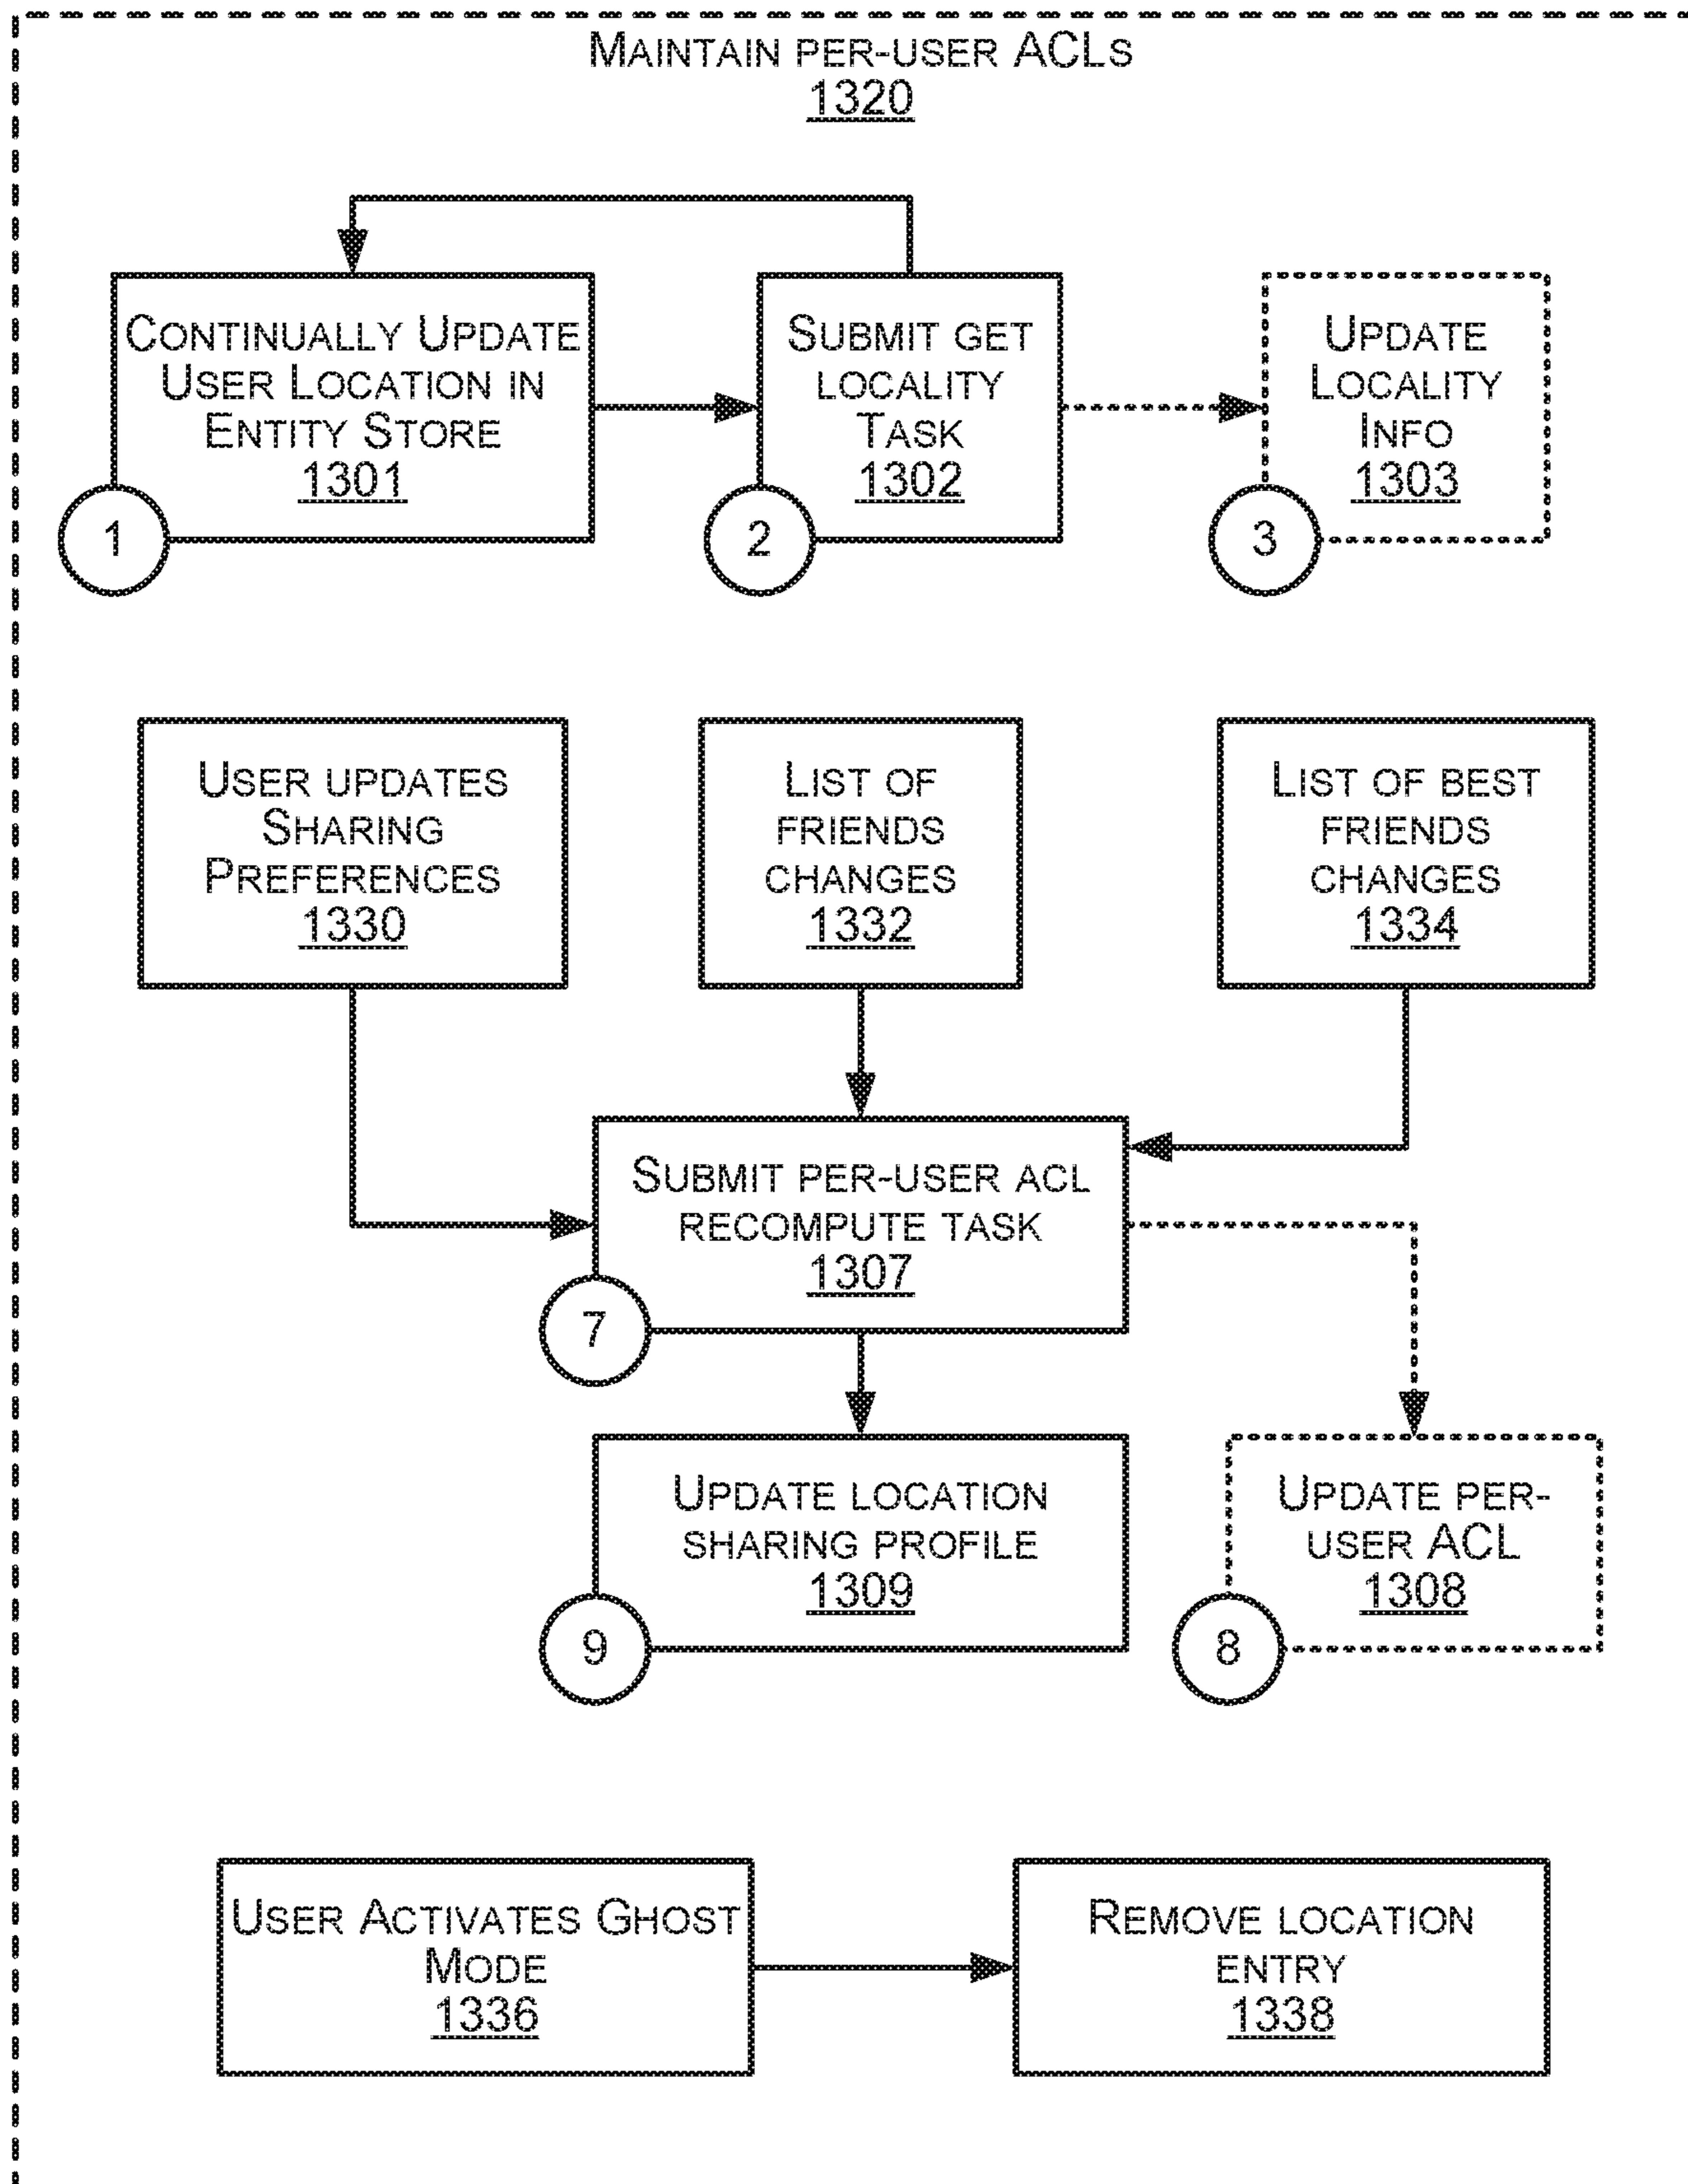 MAINTAIN PER-USER ACLS
1320
CONTINUALLY UPDATE
USER LOCATION IN
ENTITY STORE
1301
1
SUBMIT GET
LOCALITY
TASK
1302
2
UPDATE
LOCALITY
INFO
1303
3
USER UPDATES
SHARING
PREFERENCES
1330
LIST OF
FRIENDS
CHANGES
1332
LIST OF BEST
FRIENDS
CHANGES
1334
SUBMIT PER-USER ACL
RECOMPUTE TASK
1307
7
UPDATE LOCATION
SHARING PROFILE
1309
9
UPDATE PER-
USER ACL
1308
8
USER ACTIVATES GHOST
MODE
1336
REMOVE LOCATION
ENTRY
1338